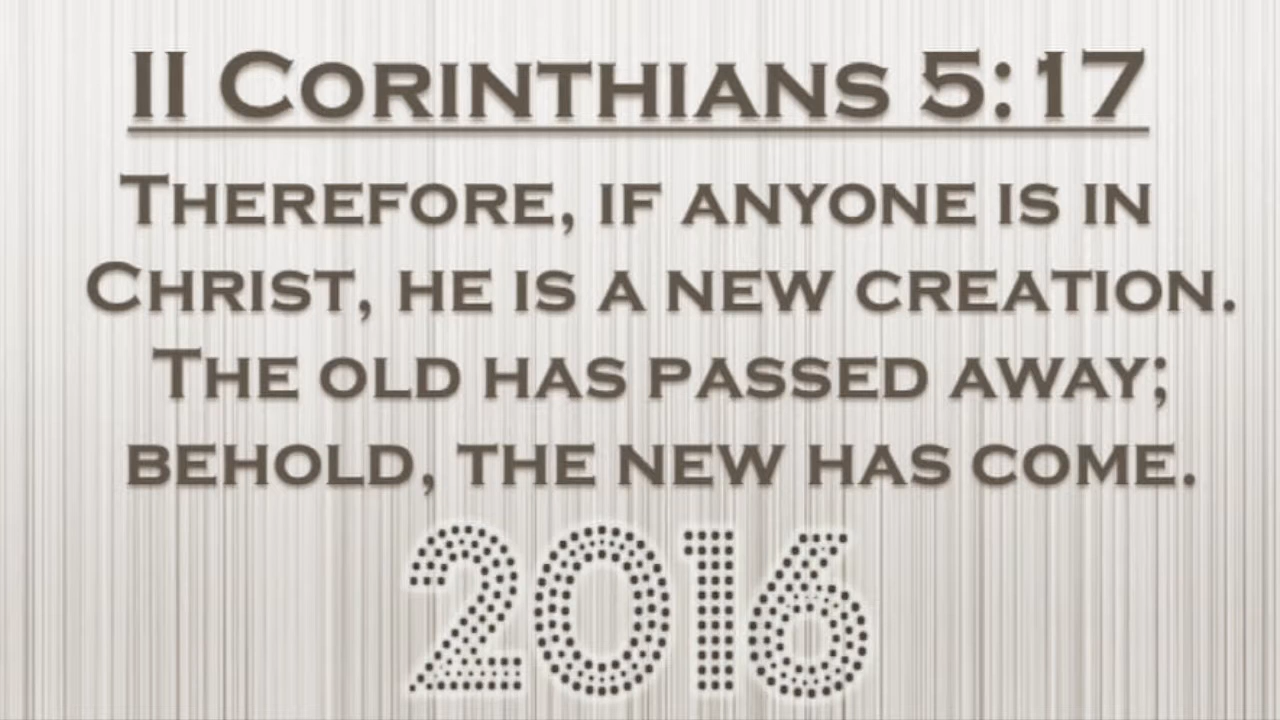 II Corinthians 5:17
Therefore, if anyone is in
Christ, he is a new creation.
The old has passed away;
behold, the new has come.
2016